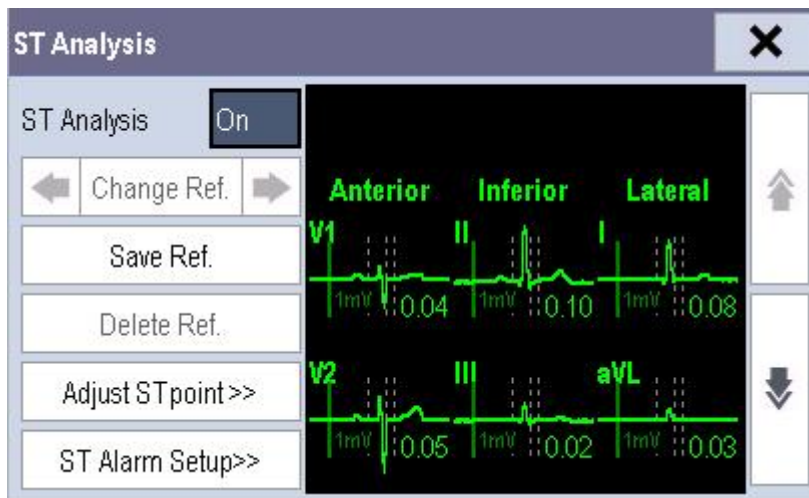 ST Analysis
ST Analysis On
Change Ref.
Save Ref.
Delete Ref.
Adjust STpoint>>
ST Alarm Setup>>
Anterior Inferior Lateral
V1 II I
1mV 0.04 1mV 0.10 1mV 0.08
V2 III aVL
1mV 0.05 1mV 0.02 1mV 0.03